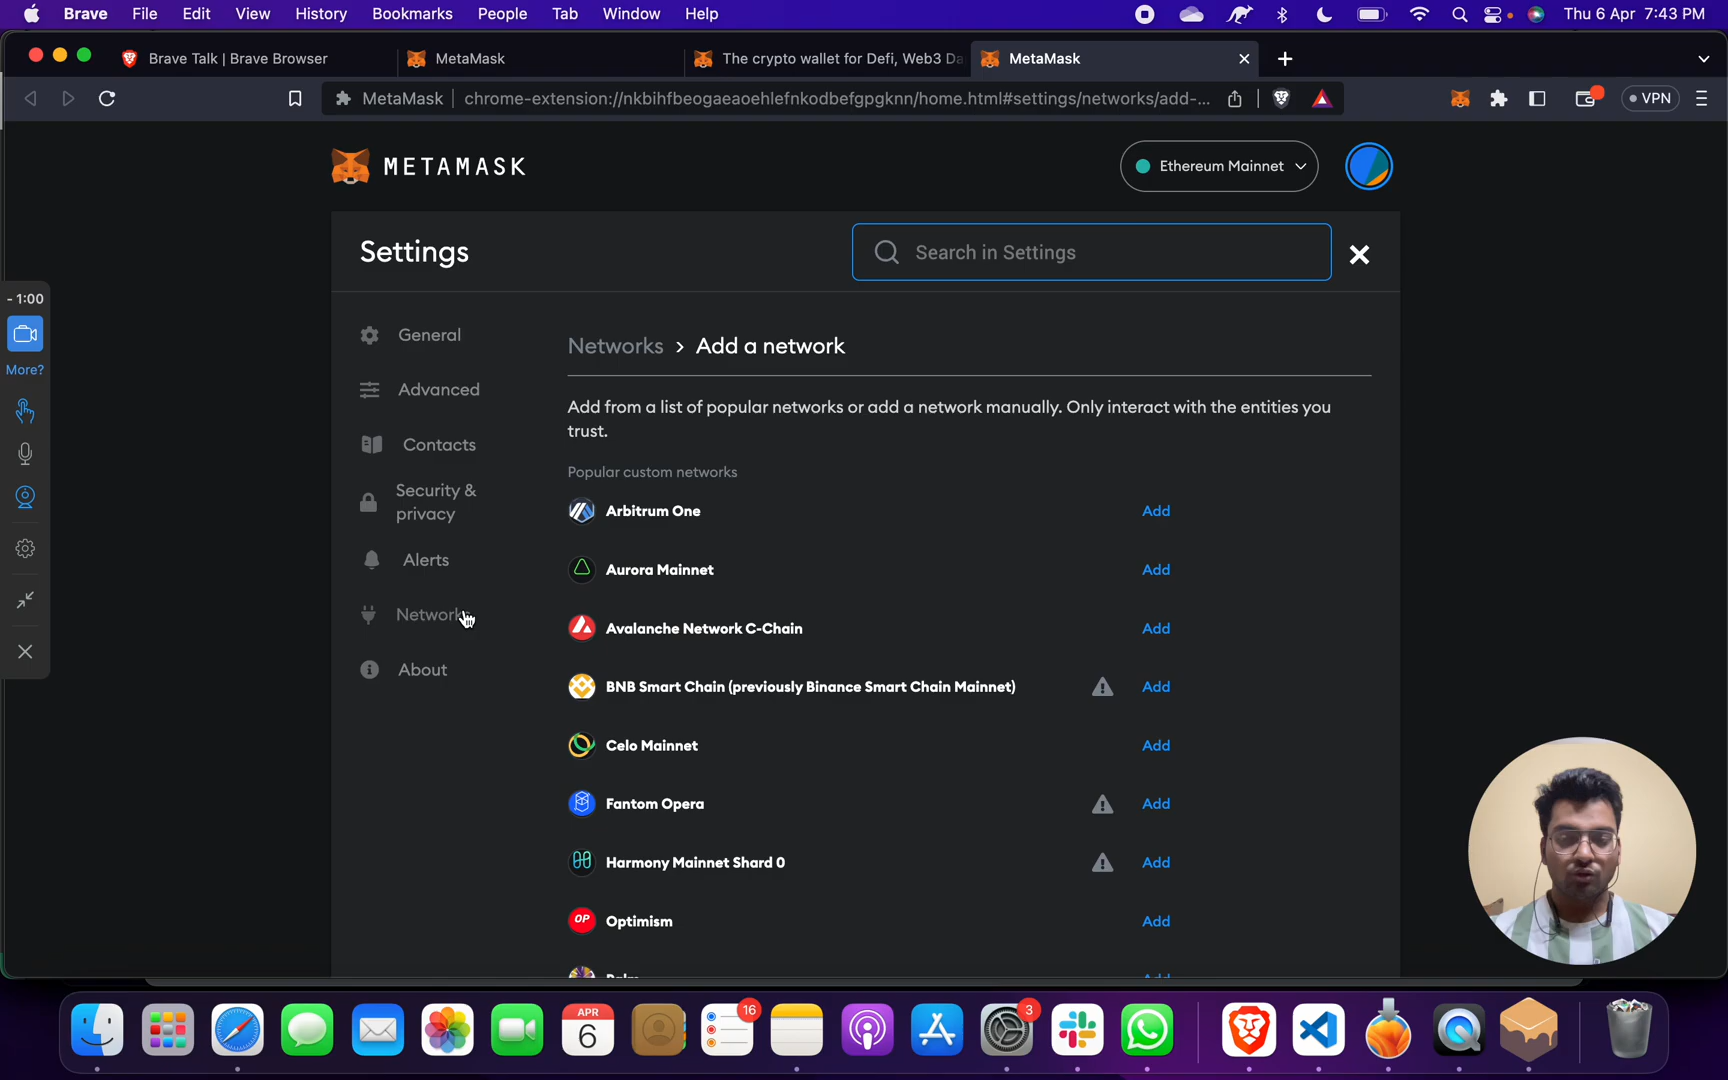 Brave File Edit View History Bookmarks People Tab Window Help
Thu 6 Apr 7:43 PM
Brave Talk | Brave Browser
MetaMask
The crypto wallet for Defi, Web3 Da
MetaMask
MetaMask
chrome-extension://nkbihfbeogaeaoehlefnkodbefgpgknn/home.html#settings/networks/add-...
VPN
METAMASK
Ethereum Mainnet
Settings
Search in Settings
- 1:00
More?
General
Advanced
Contacts
Security &
privacy
Alerts
Networks
About
Networks > Add a network
Add from a list of popular networks or add a network manually. Only interact with the entities you
trust.
Popular custom networks
Arbitrum One Add
Aurora Mainnet Add
Avalanche Network C-Chain Add
BNB Smart Chain (previously Binance Smart Chain Mainnet) Add
Celo Mainnet Add
Fantom Opera Add
Harmony Mainnet Shard 0 Add
OP Optimism Add
APR
6
16
3